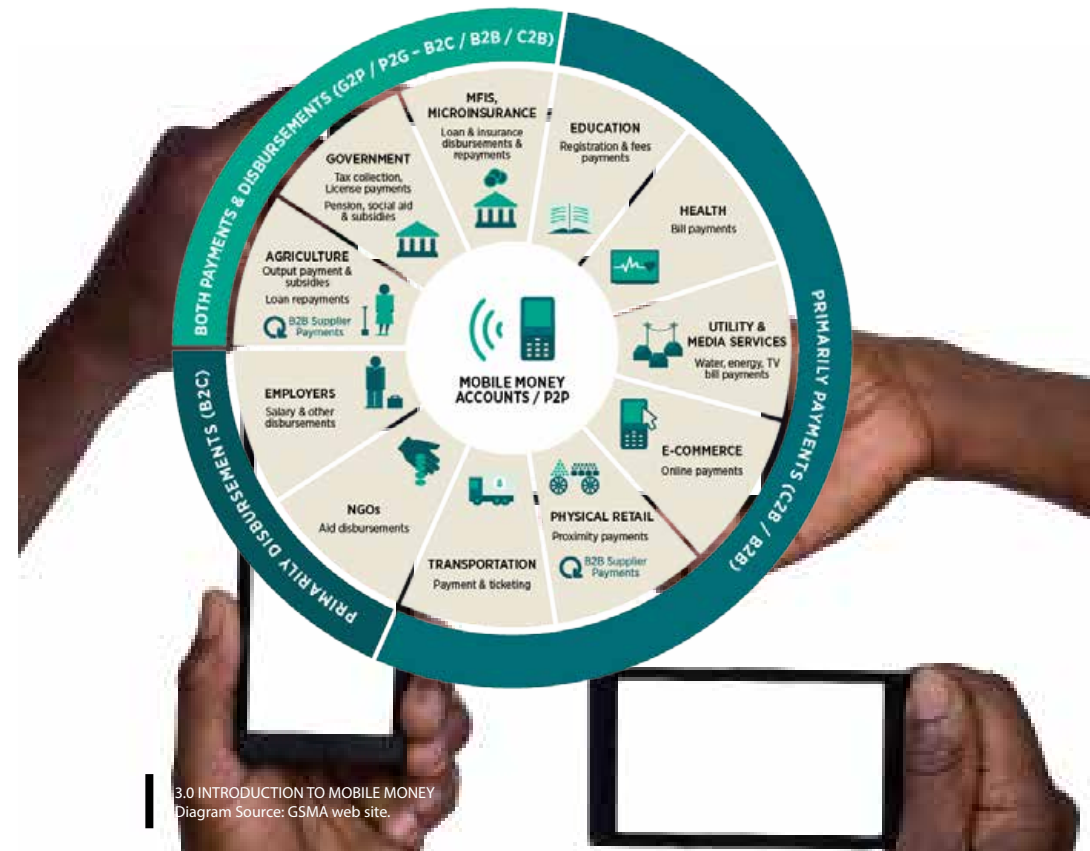 BOTH PAYMENTS & DISBURSEMENTS (G2P / P2G – B2C / B2B / C2B)
MFIS,
MICROINSURANCE
Loan & insurance
disbursements &
repayments
EDUCATION
Registration & fees
payments
GOVERNMENT
Tax collection,
License payments
Pension, social aid
& subsidies
HEALTH
Bill payments
AGRICULTURE
Output payment &
subsidies
Loan repayments
B2B Supplier
Payments
UTILITY &
MEDIA SERVICES
Water, energy, TV
bill payments
MOBILE MONEY
ACCOUNTS / P2P
EMPLOYERS
Salary & other
disbursements
E-COMMERCE
Online payments
NGOs
Aid disbursements
PHYSICAL RETAIL
Proximity payments
B2B Supplier
Payments
TRANSPORTATION
Payment & ticketing
PRIMARILY PAYMENTS (C2B / B2B)
PRIMARILY DISBURSEMENTS (B2C)
3.0 INTRODUCTION TO MOBILE MONEY
Diagram Source: GSMA web site.